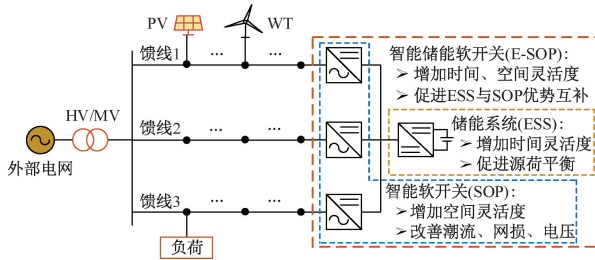 PV
WT
馈线1
···
···
HV/MV
外部电网
馈线2
···
···
馈线3
···
···
负荷
智能储能软开关(E-SOP):
➢ 增加时间、空间灵活度
➢ 促进ESS与SOP优势互补
储能系统(ESS):
➢ 增加时间灵活度
➢ 促进源荷平衡
智能软开关(SOP):
➢ 增加空间灵活度
➢ 改善潮流、网损、电压